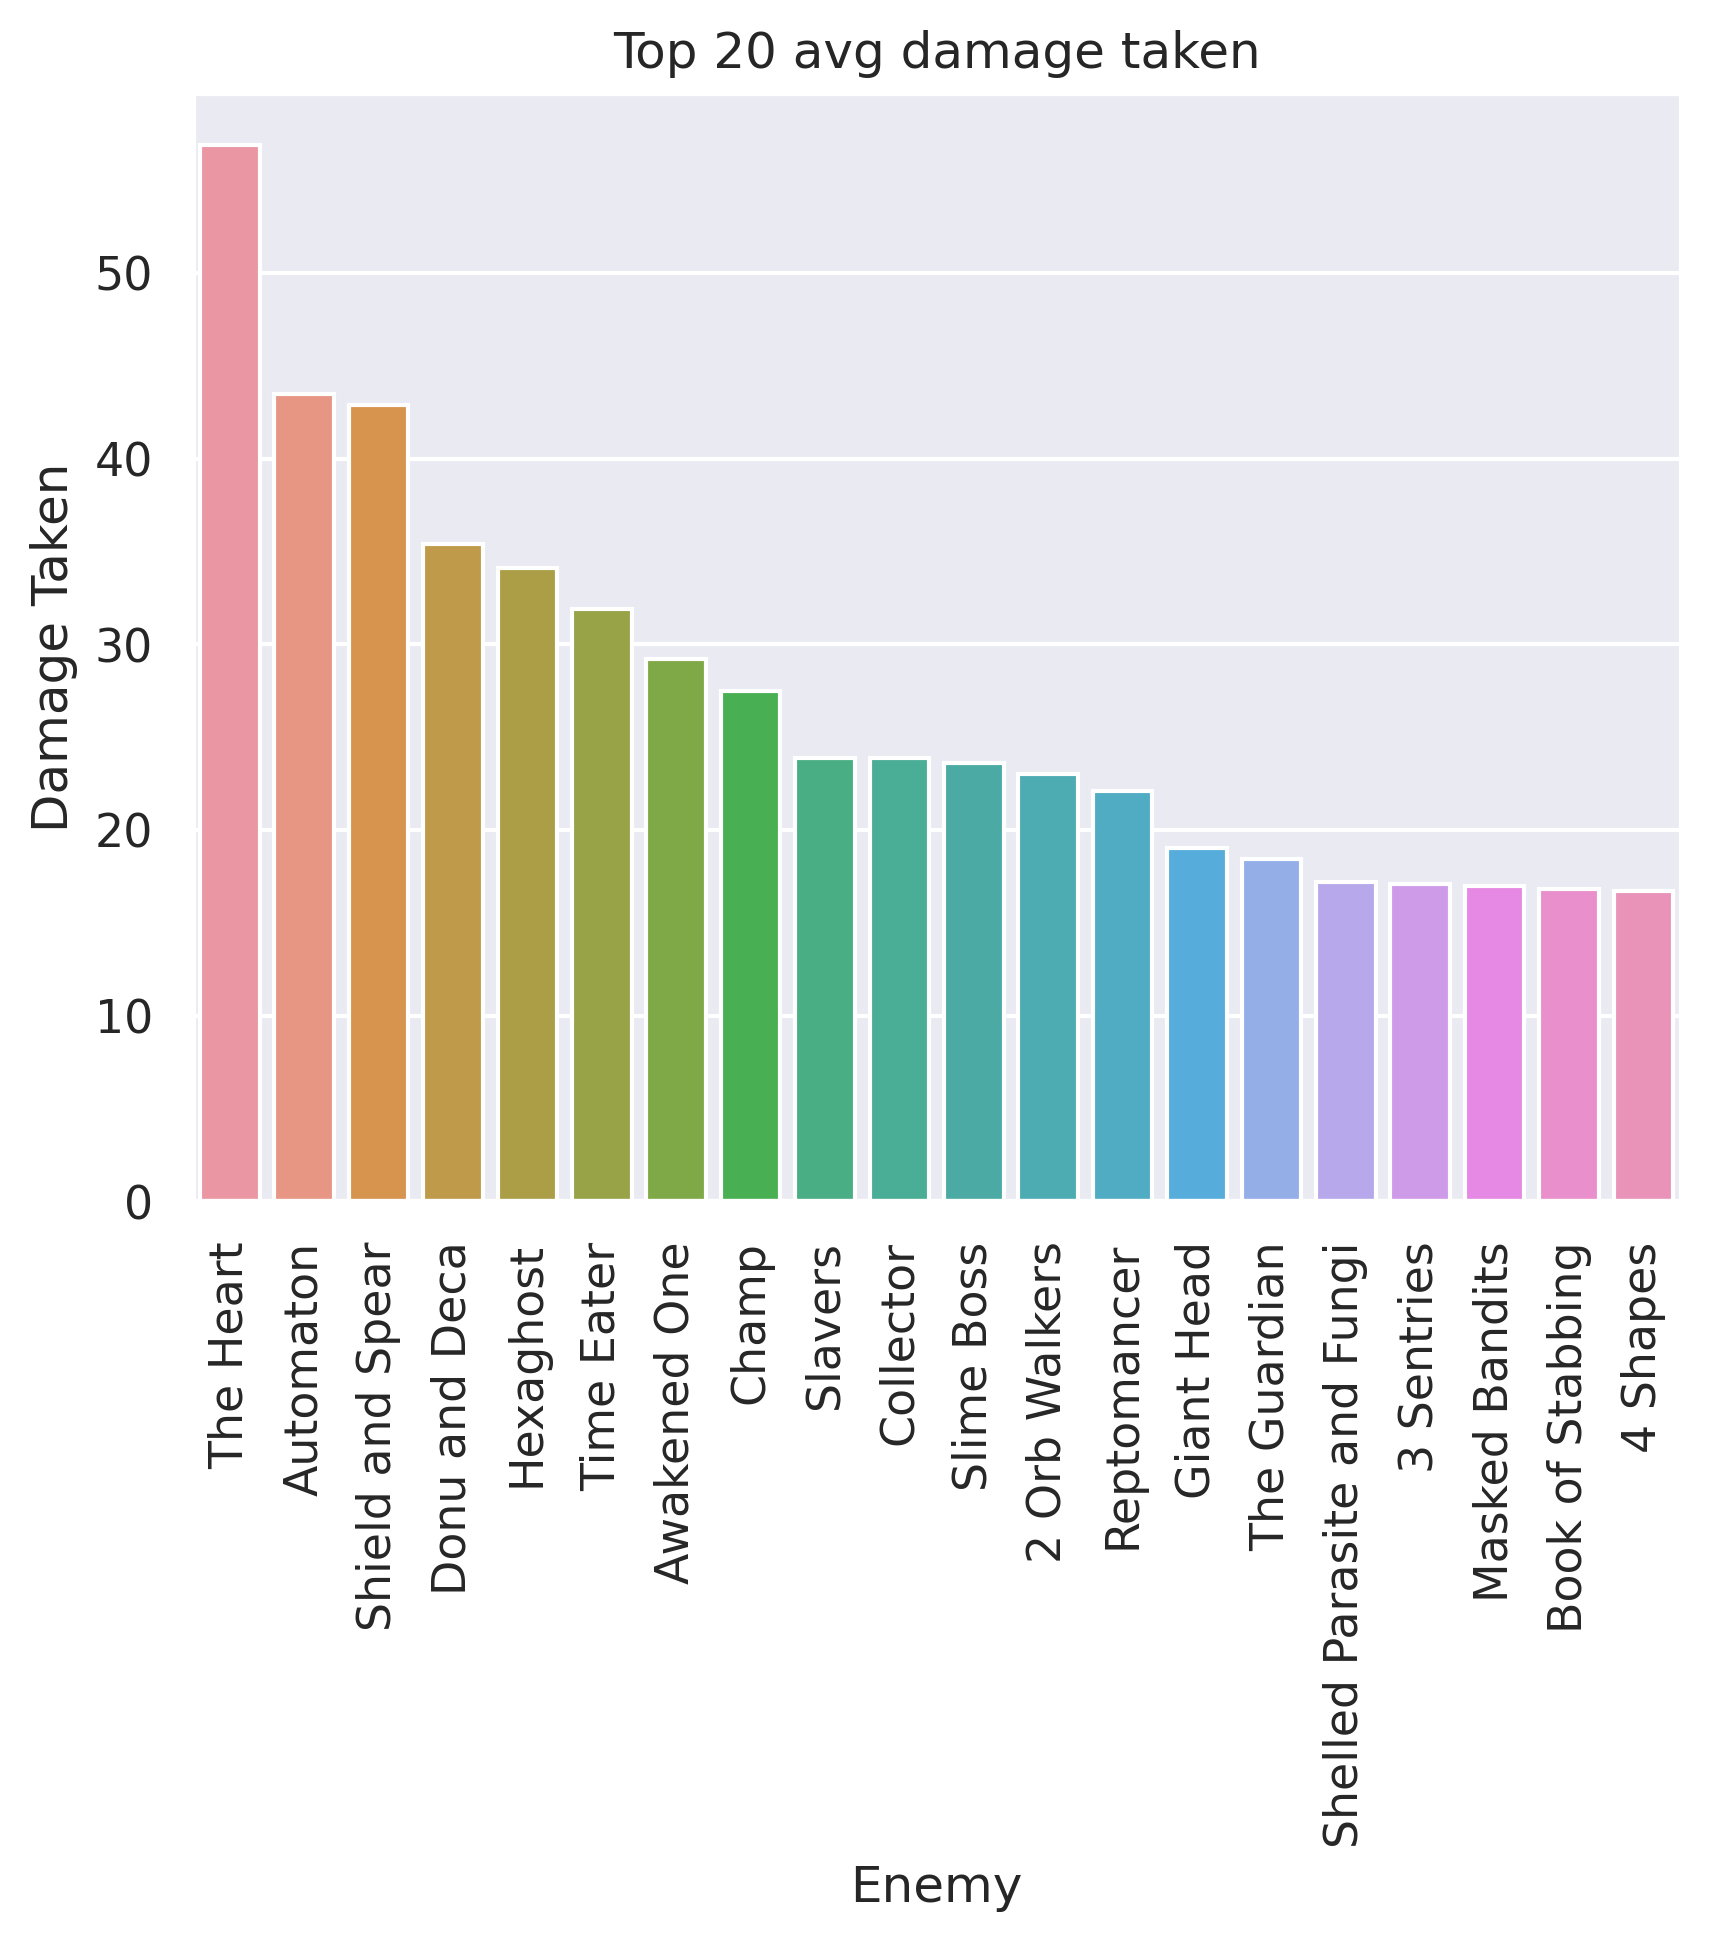 Top 20 avg damage taken
Damage Taken
50
40
30
20
10
0
The Heart
Automaton
Shield and Spear
Donu and Deca
Hexaghost
Time Eater
Awakened One
Champ
Slavers
Collector
Slime Boss
2 Orb Walkers
Reptomancer
Giant Head
The Guardian
Shelled Parasite and Fungi
3 Sentries
Masked Bandits
Book of Stabbing
4 Shapes
Enemy